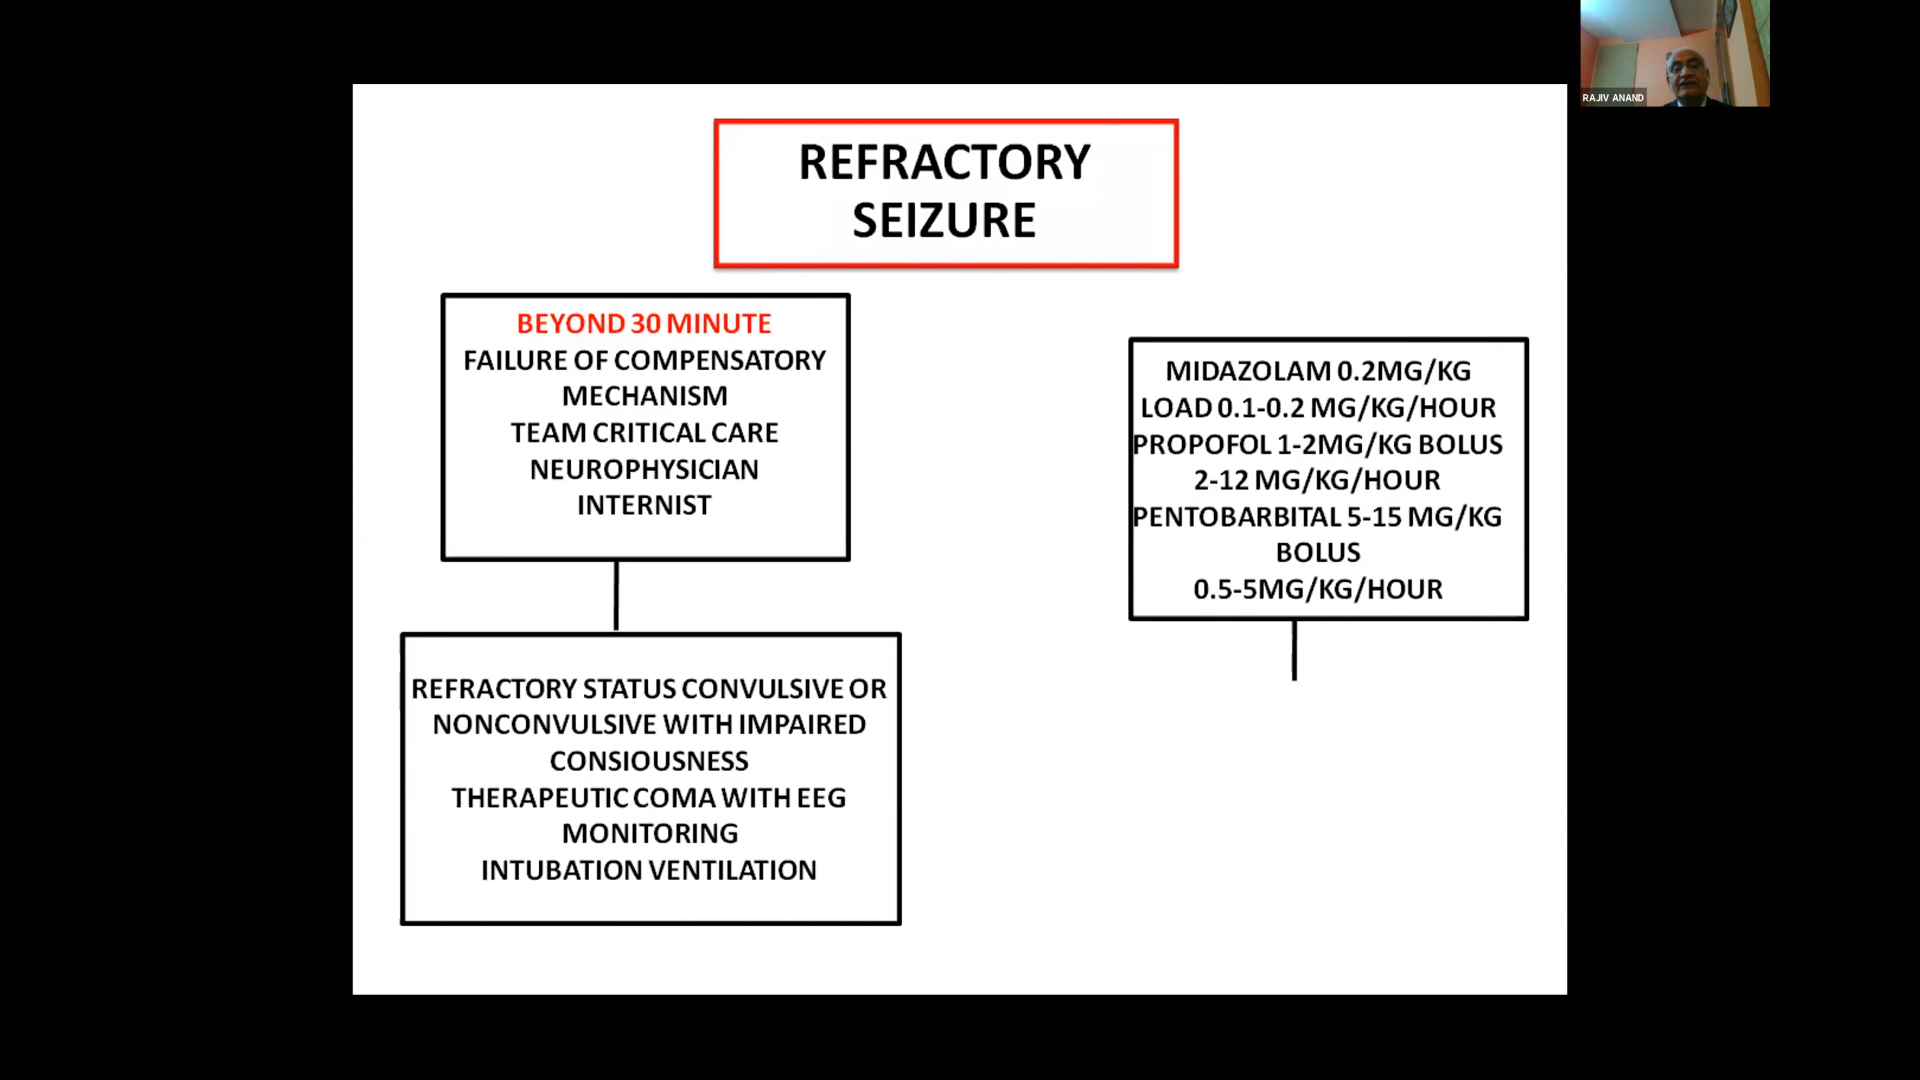 REFRACTORY
SEIZURE
BEYOND 30 MINUTE
FAILURE OF COMPENSATORY
MECHANISM
TEAM CRITICAL CARE
NEUROPHYSICIAN
INTERNIST
REFRACTORY STATUS CONVULSIVE OR
NONCONVULSIVE WITH IMPAIRED
CONSIOUSNESS
THERAPEUTIC COMA WITH EEG
MONITORING
INTUBATION VENTILATION
MIDAZOLAM 0.2MG/KG
LOAD 0.1-0.2 MG/KG/HOUR
PROPOFOL 1-2MG/KG BOLUS
2-12 MG/KG/HOUR
PENTOBARBITAL 5-15 MG/KG
BOLUS
0.5-5MG/KG/HOUR
RAJIV ANAND